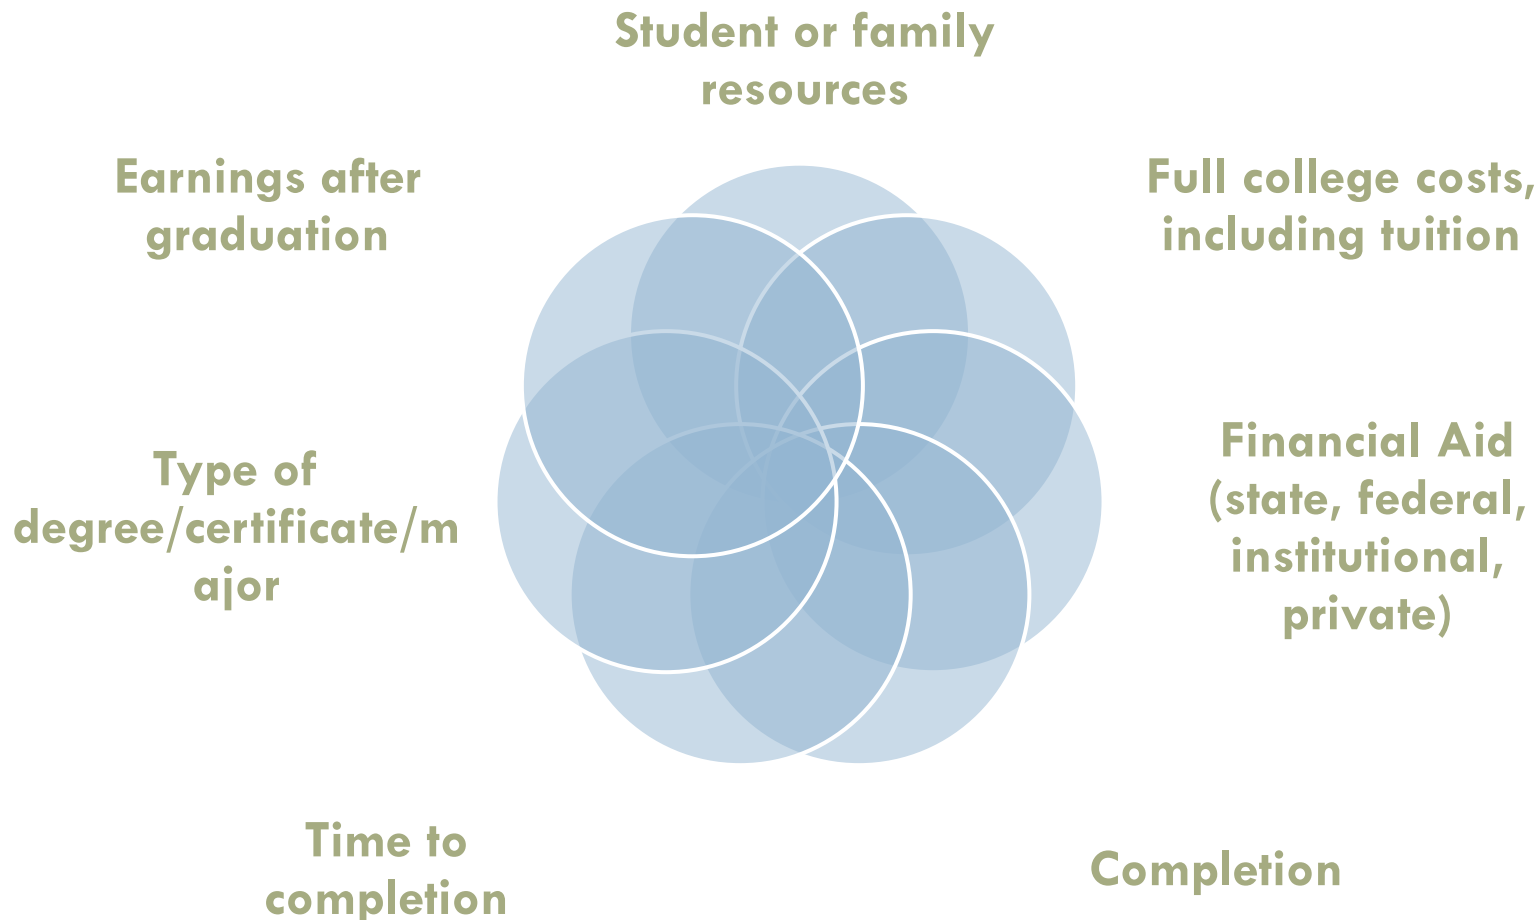 Student or family
resources
Full college costs,
including tuition
Financial Aid
(state, federal,
institutional,
private)
Completion
Time to
completion
Type of
degree/certificate/m
ajor
Earnings after
graduation